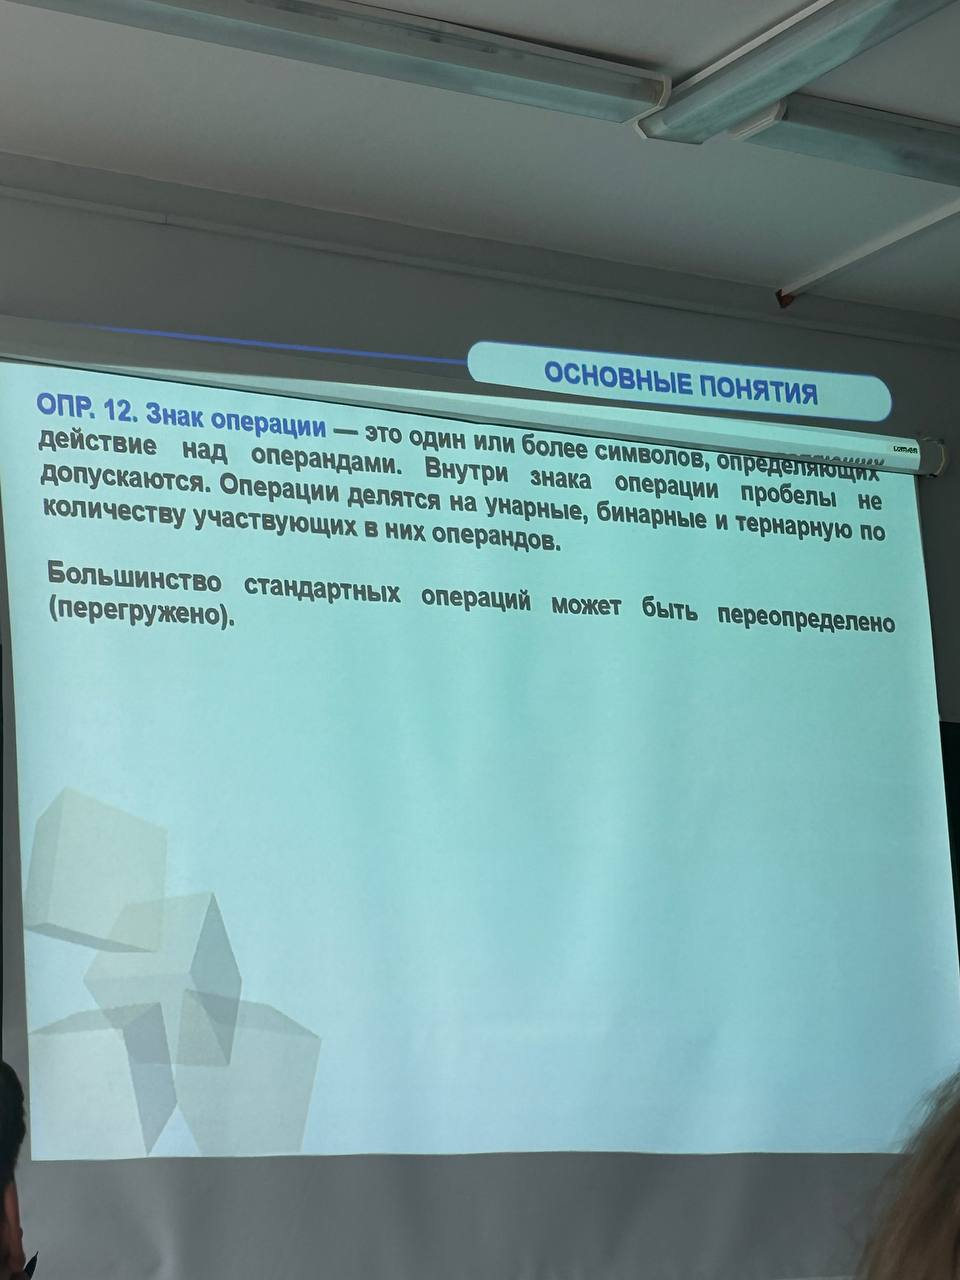 ОСНОВНЫЕ ПОНЯТИЯ
ОПР. 12. Знак операции — это один или более символов, определяющих
действие над операндами. Внутри знака операции пробелы не
допускаются. Операции делятся на унарные, бинарные и тернарную по
количеству участвующих в них операндов.
Большинство стандартных операций может быть переопределено
(перегружено).